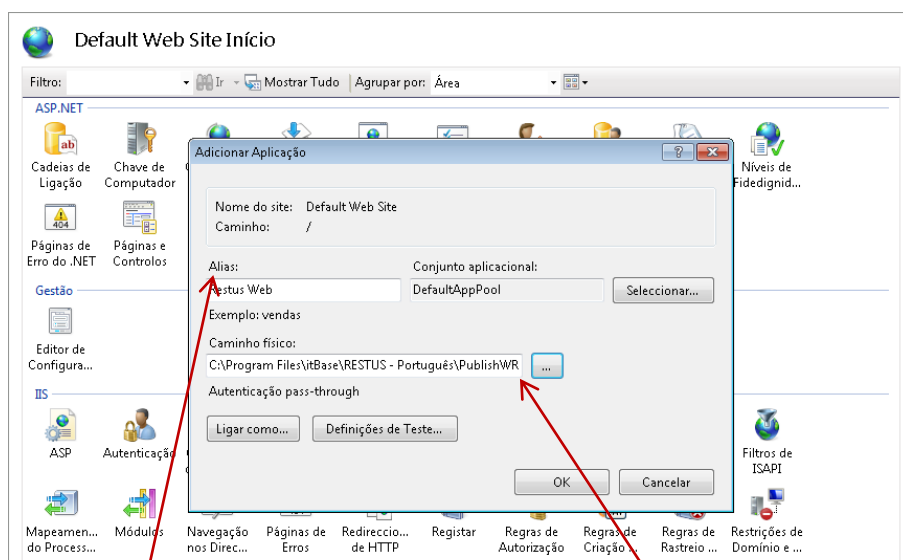 Default Web Site Início
Filtro: Ir Mostrar Tudo Agrupar por: Área
ASP.NET
ab
Cadeias de Ligação
Chave de Computador
Níveis de Fidedignid...
404
Páginas de Erro do .NET
Páginas e Controlos
Gestão
Editor de Configura...
IIS
ASP
Autenticação
Filtros de ISAPI
Mapeamen... do Process...
Módulos
Navegação nos Direc...
Páginas de Erros
Redireccio... de HTTP
Registar
Regras de Autorização
Regras de Criação ...
Regras de Rastreio ...
Restrições de Domínio e ...
Adicionar Aplicação
Nome do site: Default Web Site
Caminho: /
Alias: Conjunto aplicacional:
Restus Web DefaultAppPool Seleccionar...
Exemplo: vendas
Caminho físico:
C:\Program Files\itBase\RESTUS - Português\PublishWR ...
Autenticação pass-through
Ligar como... Definições de Teste...
OK Cancelar